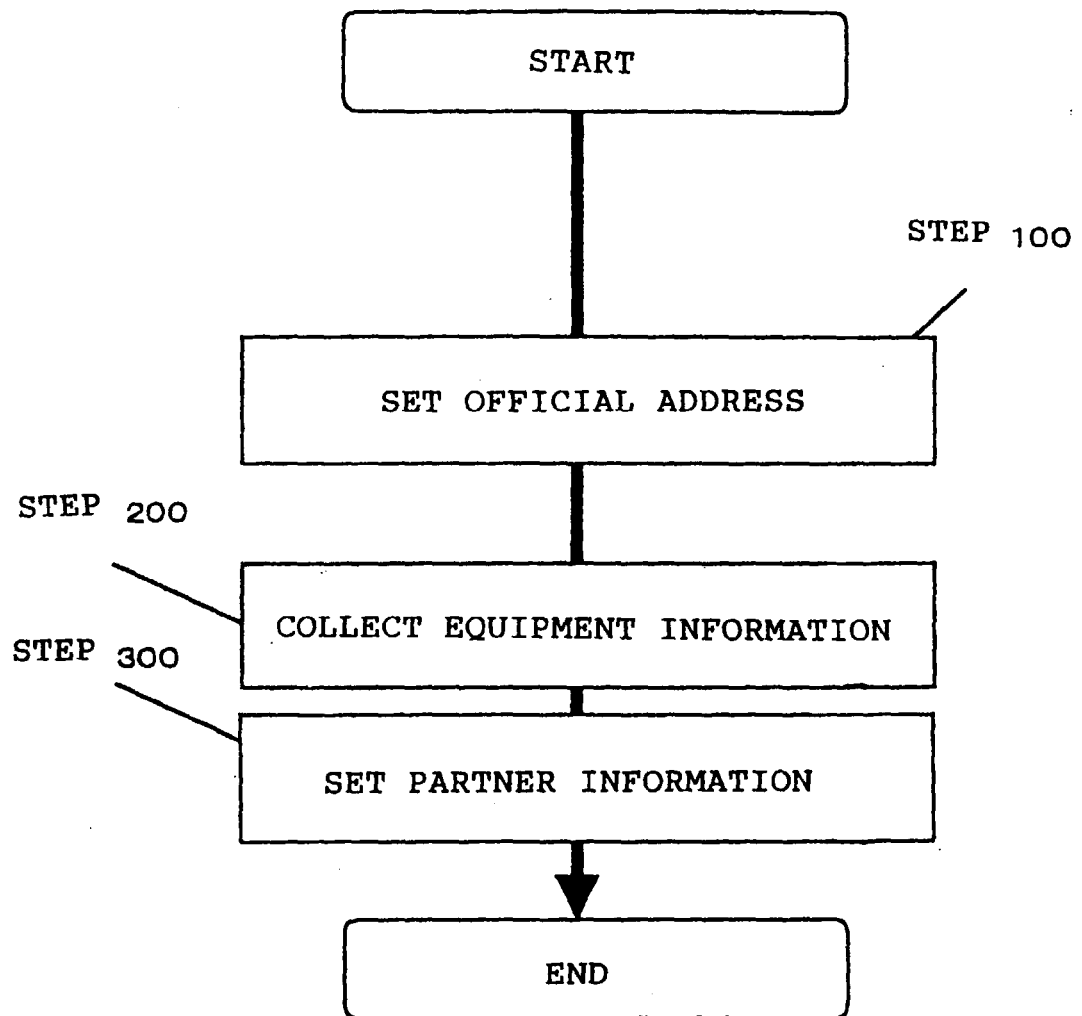 START
STEP 100
SET OFFICIAL ADDRESS
STEP 200
COLLECT EQUIPMENT INFORMATION
STEP 300
SET PARTNER INFORMATION
END